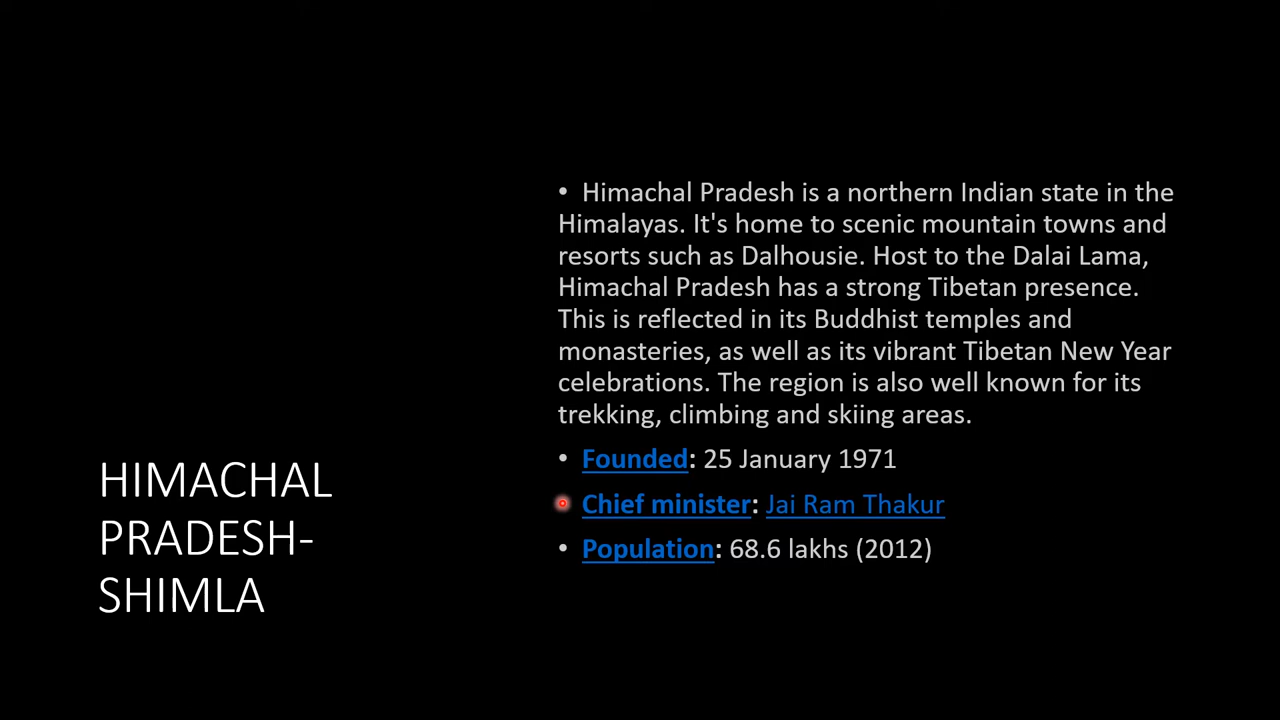 HIMACHAL
PRADESH-
SHIMLA
• Himachal Pradesh is a northern Indian state in the
Himalayas. It's home to scenic mountain towns and
resorts such as Dalhousie. Host to the Dalai Lama,
Himachal Pradesh has a strong Tibetan presence.
This is reflected in its Buddhist temples and
monasteries, as well as its vibrant Tibetan New Year
celebrations. The region is also well known for its
trekking, climbing and skiing areas.
• Founded: 25 January 1971
• Chief minister: Jai Ram Thakur
• Population: 68.6 lakhs (2012)